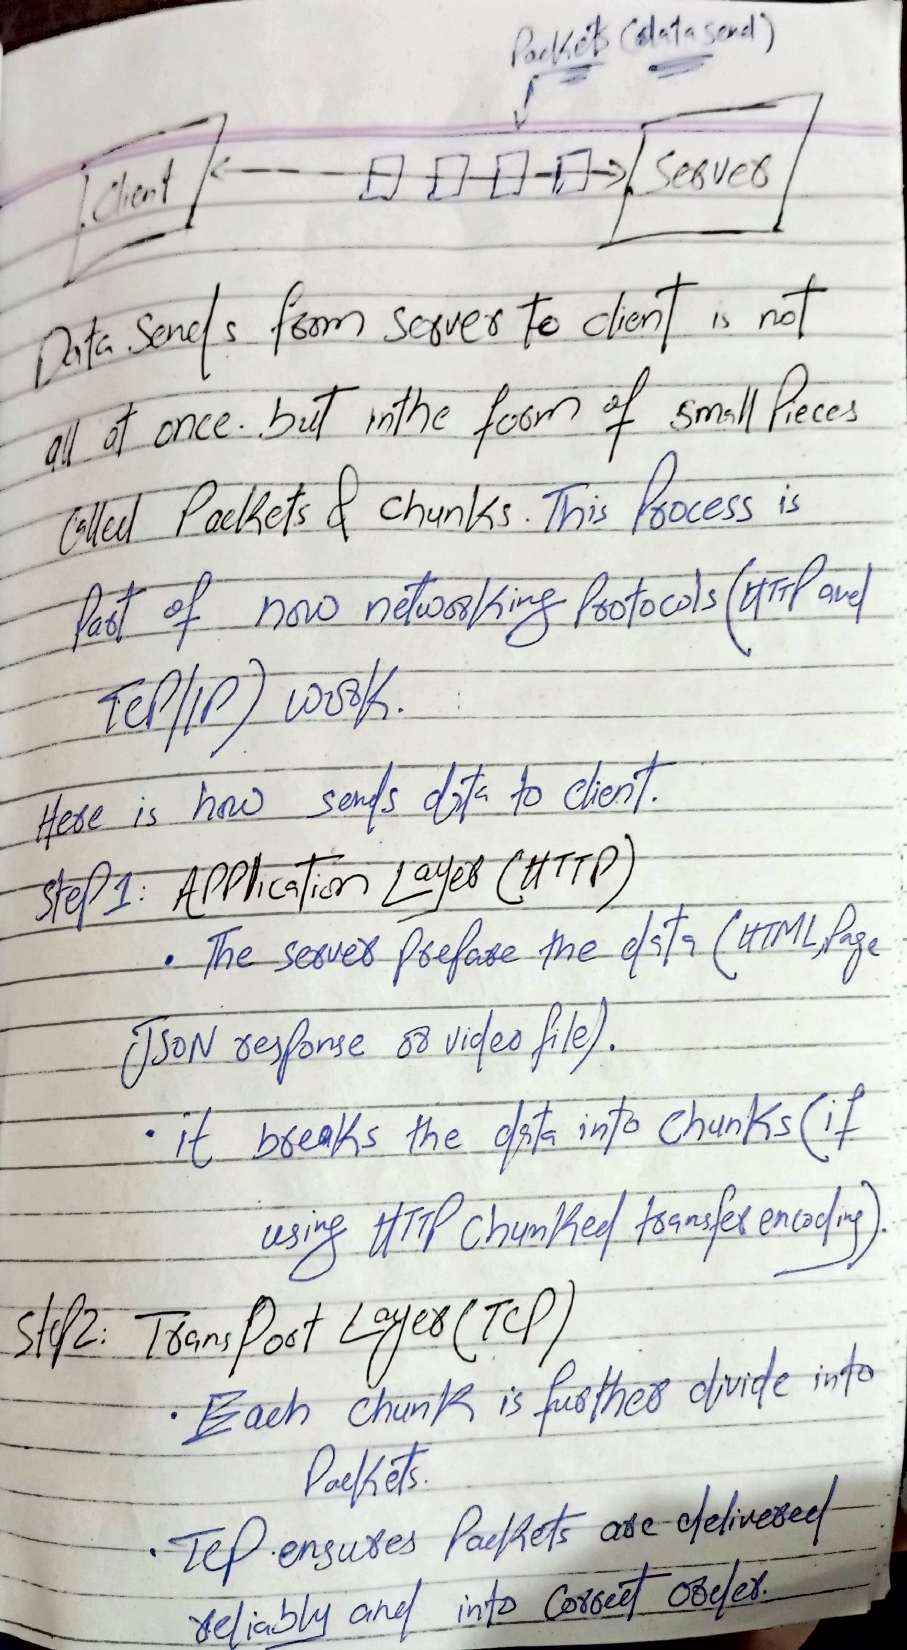 Packets (data send)
Client
Server
Data Sends from server to client is not
all at once. but in the form of small Pieces
Called Packets & chunks. This Process is
Part of how networking Protocols (HTTP and
TCP/IP) work.
Here is how sends data to client.
Step 1: APPlication Layer (HTTP)
• The server Prepare the data (HTML, Page
JSON response or video file).
• it breaks the data into chunks (if
using HTTP Chunked transfer encoding).
Step2: TransPort Layer (TCP)
• Each chunk is further divide into
Packets.
• TCP ensures Packets are delivered
reliably and into Correct order.